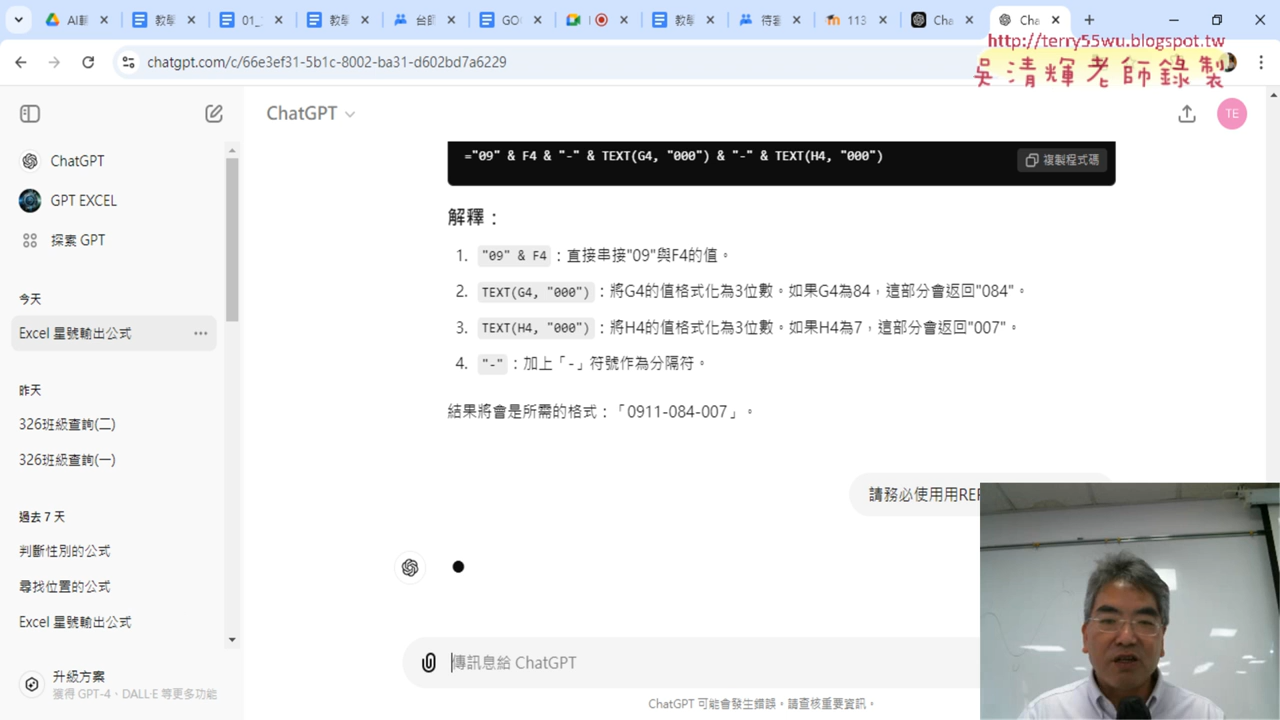 AI翻
教學
01_
教學
台師
GO
教學
待審
113
Cha
Cha
http://terry55wu.blogspot.tw
chatgpt.com/c/66e3ef31-5b1c-8002-ba31-d602bd7a6229
吳清輝老師錄製
ChatGPT
TE
ChatGPT
GPT EXCEL
探索 GPT
今天
Excel 星號輸出公式
昨天
326班級查詢(二)
326班級查詢(一)
過去 7 天
判斷性別的公式
尋找位置的公式
Excel 星號輸出公式
升級方案
獲得 GPT-4、DALL·E 等更多功能
="09" & F4 & "-" & TEXT(G4, "000") & "-" & TEXT(H4, "000")
複製程式碼
解釋：
1. "09" & F4：直接串接"09"與F4的值。
2. TEXT(G4, "000")：將G4的值格式化為3位數。如果G4為84，這部分會返回"084"。
3. TEXT(H4, "000")：將H4的值格式化為3位數。如果H4為7，這部分會返回"007"。
4. "-"：加上「-」符號作為分隔符。
結果將會是所需的格式：「0911-084-007」。
請務必使用用REP
傳訊息給 ChatGPT
ChatGPT 可能會發生錯誤。請查核重要資訊。